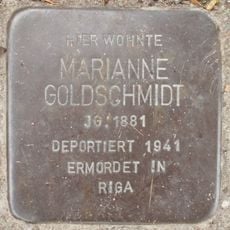 HIER WOHNTE
MARIANNE
GOLDSCHMIDT
JG. 1881
DEPORTIERT 1941
ERMORDET IN
RIGA